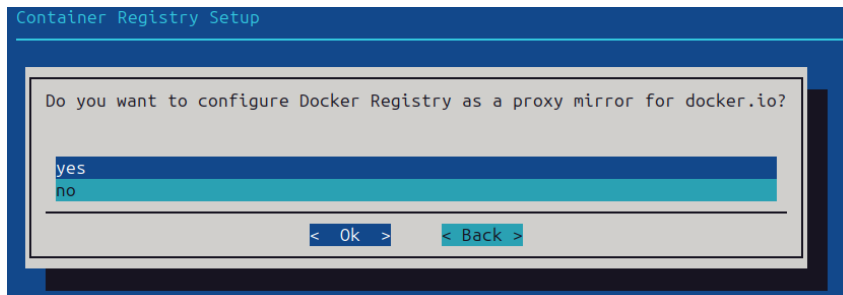 Container Registry Setup
Do you want to configure Docker Registry as a proxy mirror for docker.io?
yes
no
<  Ok  > < Back >